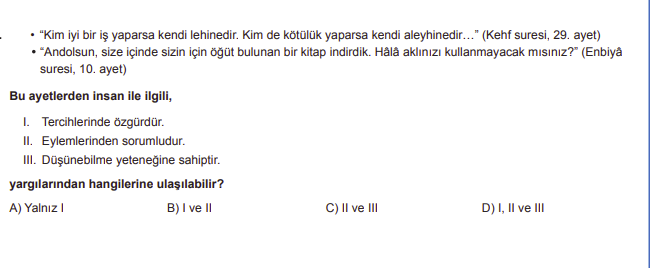 • “Kim iyi bir iş yaparsa kendi lehinedir. Kim de kötülük yaparsa kendi aleyhinedir…” (Kehf suresi, 29. ayet)
• “Andolsun, size içinde sizin için öğüt bulunan bir kitap indirdik. Hâlâ aklınızı kullanmayacak mısınız?” (Enbiyâ
suresi, 10. ayet)
Bu ayetlerden insan ile ilgili,
I. Tercihlerinde özgürdür.
II. Eylemlerinden sorumludur.
III. Düşünebilme yeteneğine sahiptir.
yargılarından hangilerine ulaşılabilir?
A) Yalnız I B) I ve II C) II ve III D) I, II ve III